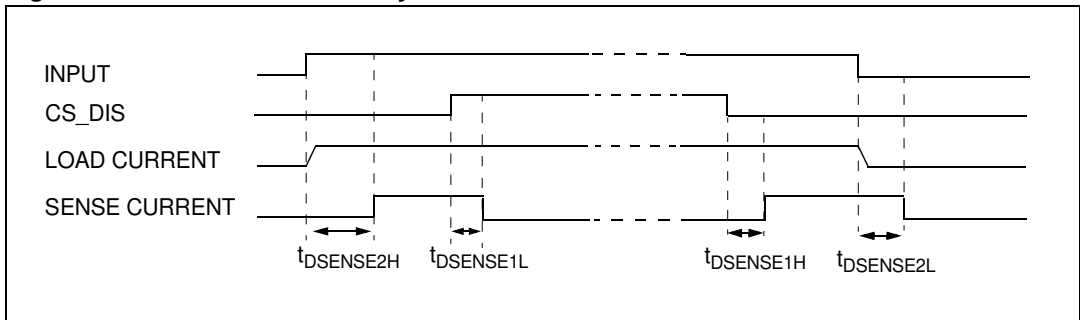 INPUT
CS_DIS
LOAD CURRENT
SENSE CURRENT
tDSENSE2H tDSENSE1L tDSENSE1H tDSENSE2L